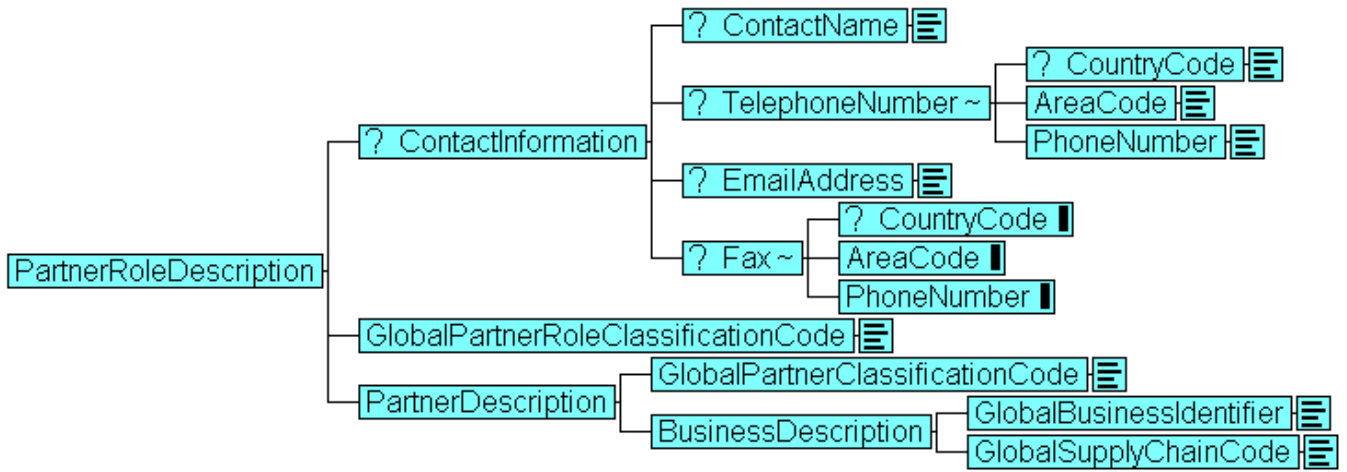 ? ContactName
? CountryCode
? TelephoneNumber ~
AreaCode
? ContactInformation
PhoneNumber
? EmailAddress
? CountryCode
? Fax ~
AreaCode
PartnerRoleDescription
PhoneNumber
GlobalPartnerRoleClassificationCode
GlobalPartnerClassificationCode
PartnerDescription
GlobalBusinessIdentifier
BusinessDescription
GlobalSupplyChainCode